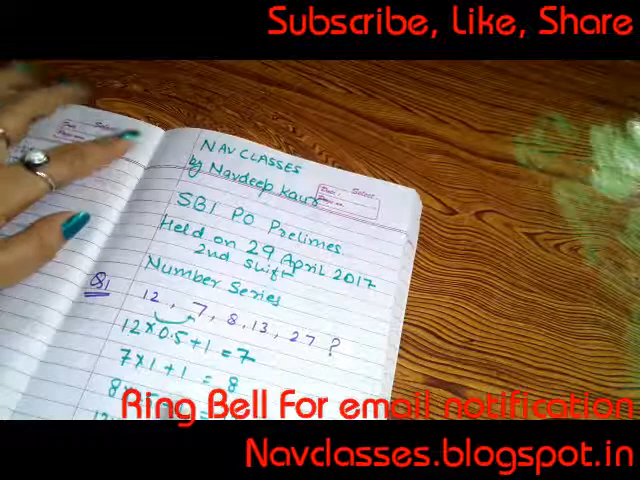 Subscribe, Like, Share
NAV CLASSES
by Navdeep Kaur
SBI PO Prelimes
Held on 29 April 2017
2nd shift
Number Series
Q1
12, 7, 8, 13, 27 ?
12 × 0.5 + 1 = 7
7 × 1 + 1 = 8
8
Ring Bell For email notification
Navclasses.blogspot.in